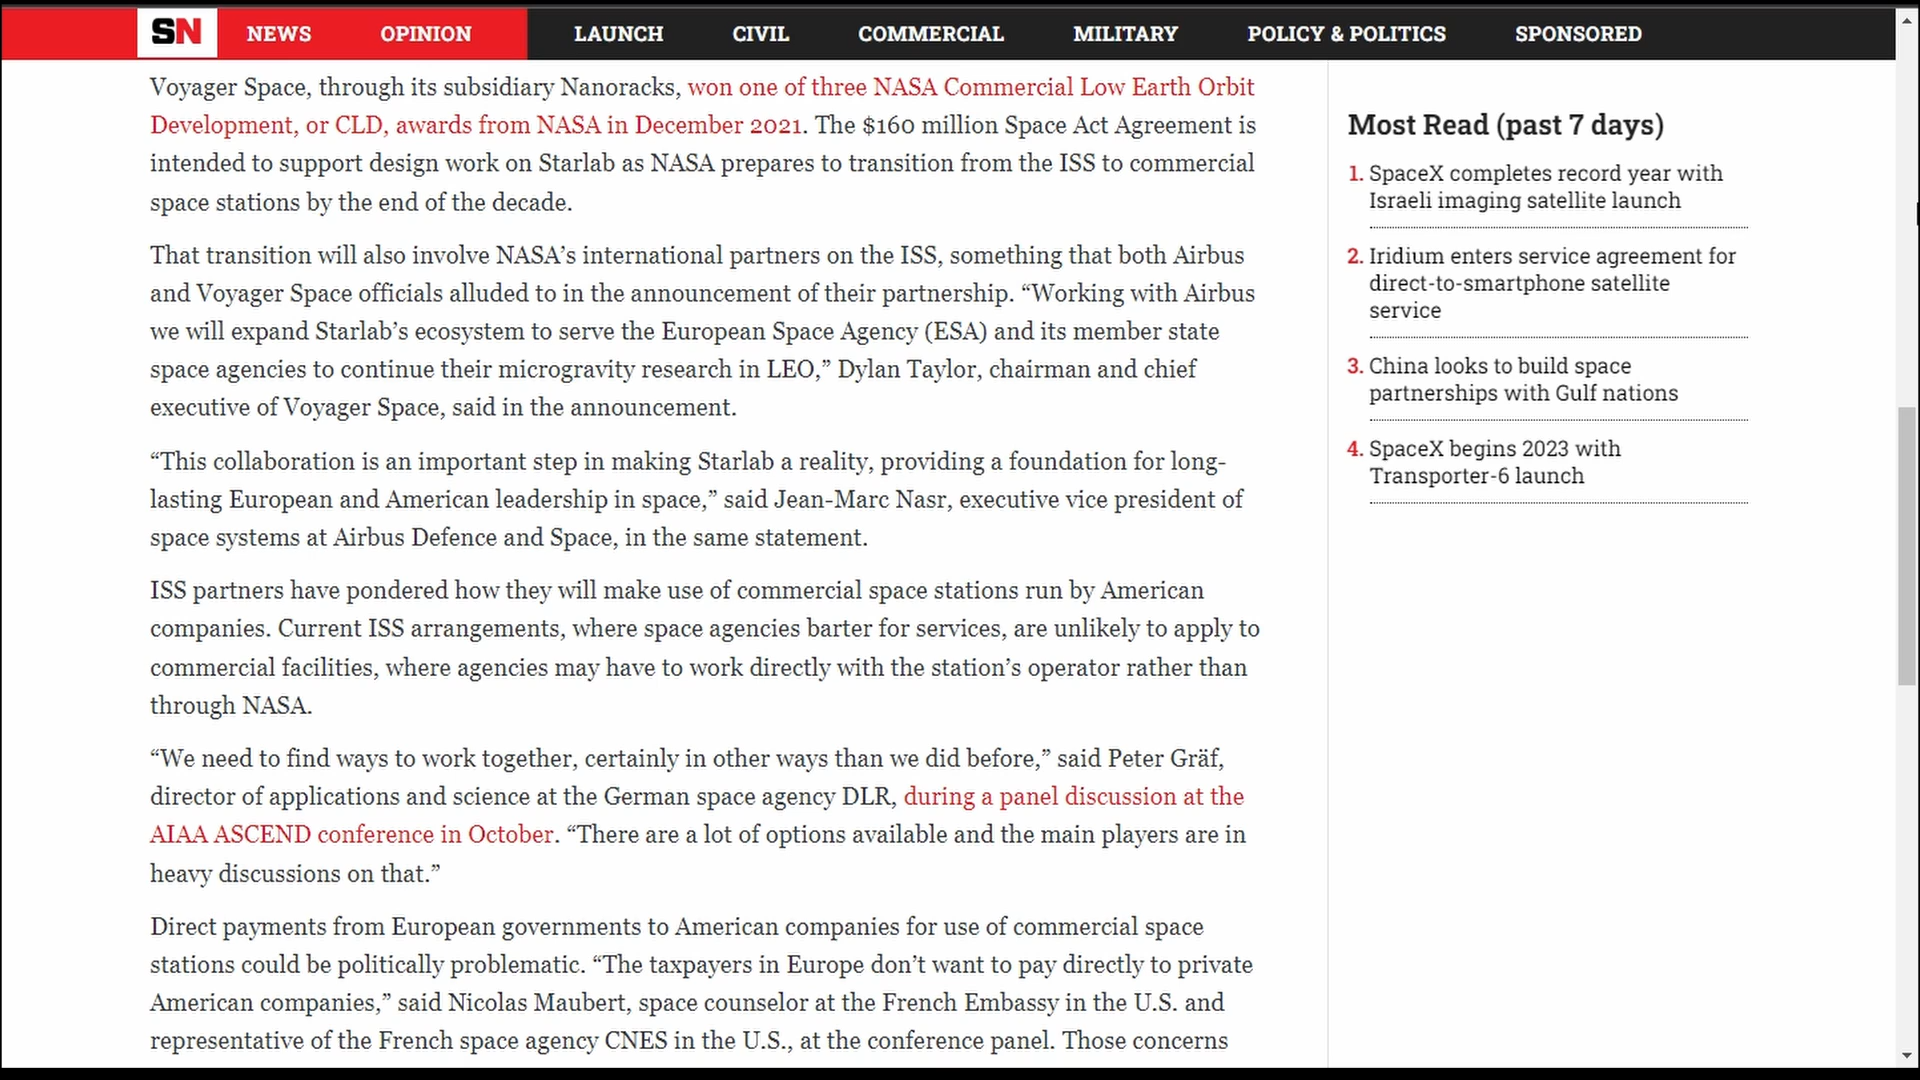 SN NEWS OPINION LAUNCH CIVIL COMMERCIAL MILITARY POLICY & POLITICS SPONSORED
Voyager Space, through its subsidiary Nanoracks, won one of three NASA Commercial Low Earth Orbit
Development, or CLD, awards from NASA in December 2021. The $160 million Space Act Agreement is
intended to support design work on Starlab as NASA prepares to transition from the ISS to commercial
space stations by the end of the decade.
That transition will also involve NASA’s international partners on the ISS, something that both Airbus
and Voyager Space officials alluded to in the announcement of their partnership. “Working with Airbus
we will expand Starlab’s ecosystem to serve the European Space Agency (ESA) and its member state
space agencies to continue their microgravity research in LEO,” Dylan Taylor, chairman and chief
executive of Voyager Space, said in the announcement.
“This collaboration is an important step in making Starlab a reality, providing a foundation for long-
lasting European and American leadership in space,” said Jean-Marc Nasr, executive vice president of
space systems at Airbus Defence and Space, in the same statement.
ISS partners have pondered how they will make use of commercial space stations run by American
companies. Current ISS arrangements, where space agencies barter for services, are unlikely to apply to
commercial facilities, where agencies may have to work directly with the station’s operator rather than
through NASA.
“We need to find ways to work together, certainly in other ways than we did before,” said Peter Gräf,
director of applications and science at the German space agency DLR, during a panel discussion at the
AIAA ASCEND conference in October. “There are a lot of options available and the main players are in
heavy discussions on that.”
Direct payments from European governments to American companies for use of commercial space
stations could be politically problematic. “The taxpayers in Europe don’t want to pay directly to private
American companies,” said Nicolas Maubert, space counselor at the French Embassy in the U.S. and
representative of the French space agency CNES in the U.S., at the conference panel. Those concerns
Most Read (past 7 days)
1. SpaceX completes record year with
Israeli imaging satellite launch
2. Iridium enters service agreement for
direct-to-smartphone satellite
service
3. China looks to build space
partnerships with Gulf nations
4. SpaceX begins 2023 with
Transporter-6 launch